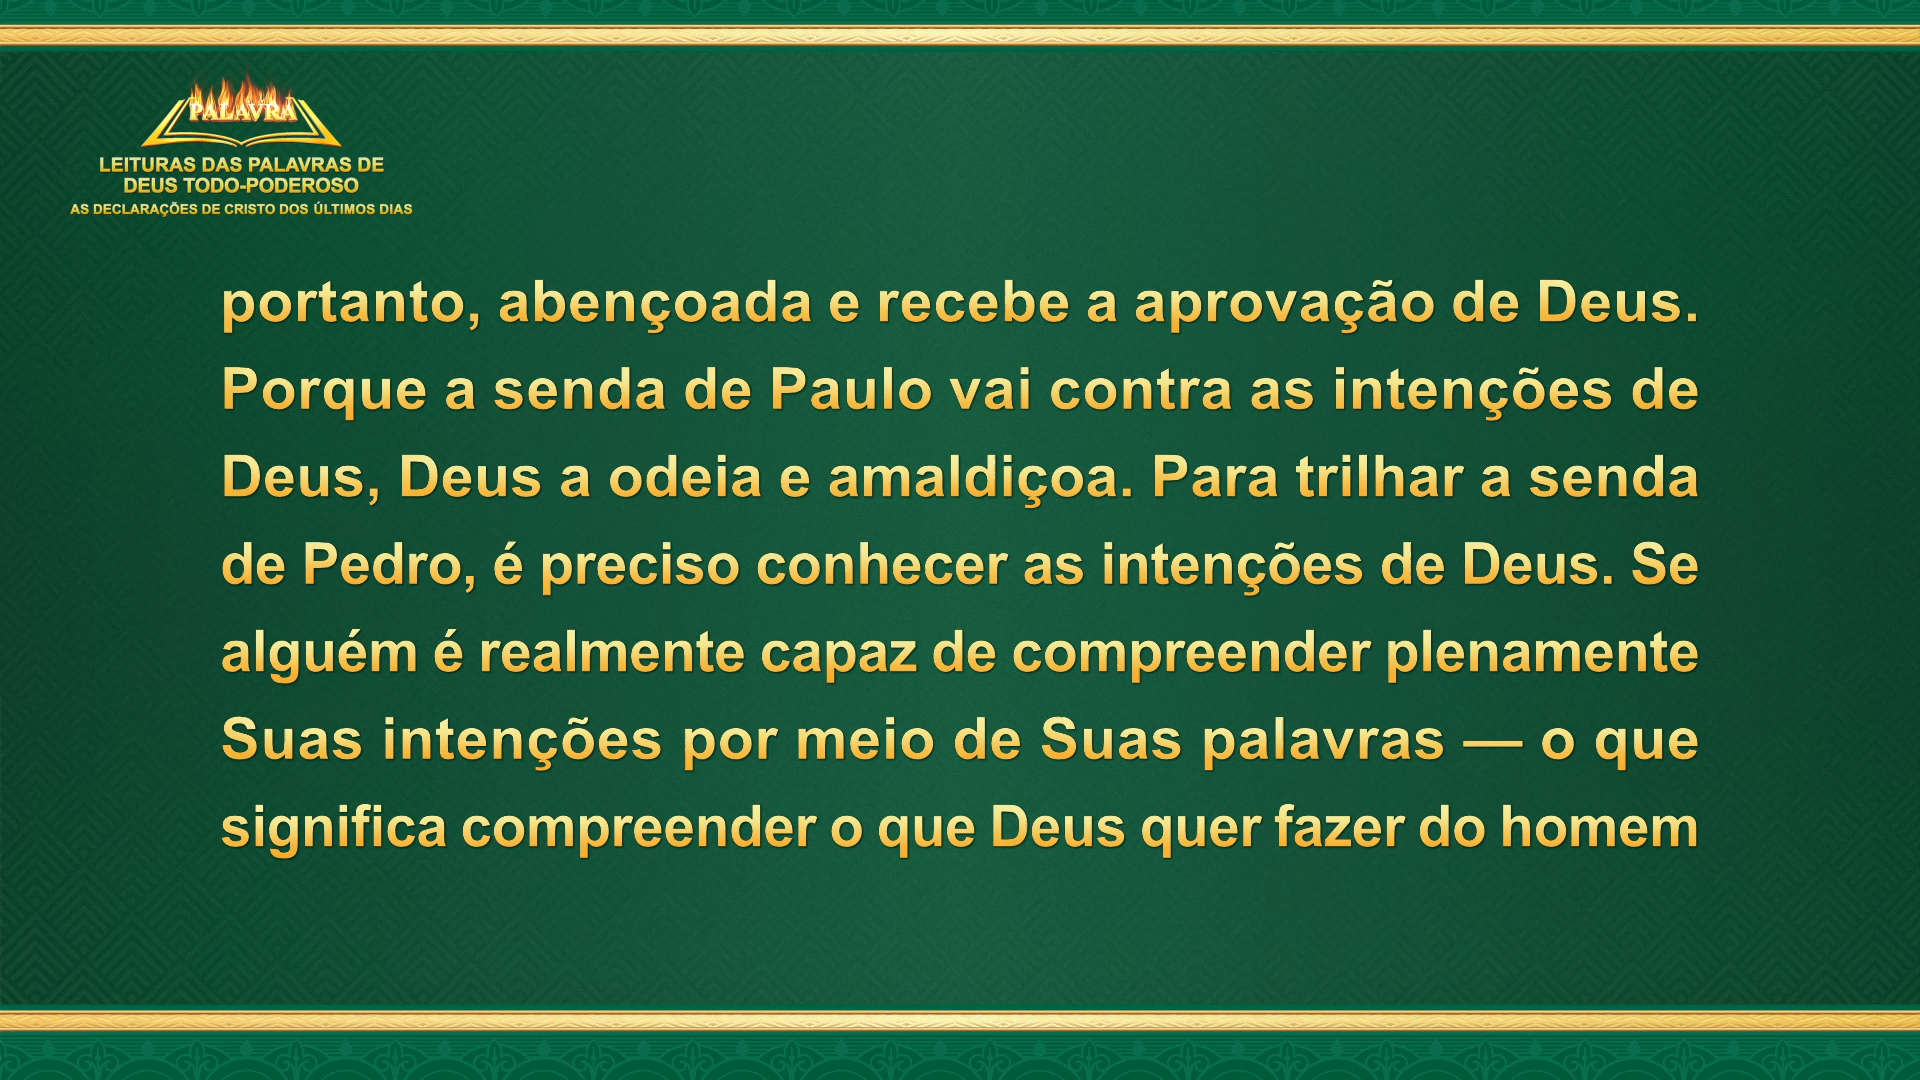 PALAVRA
LEITURAS DAS PALAVRAS DE
DEUS TODO-PODEROSO
AS DECLARAÇÕES DE CRISTO DOS ÚLTIMOS DIAS
portanto, abençoada e recebe a aprovação de Deus.
Porque a senda de Paulo vai contra as intenções de
Deus, Deus a odeia e amaldiçoa. Para trilhar a senda
de Pedro, é preciso conhecer as intenções de Deus. Se
alguém é realmente capaz de compreender plenamente
Suas intenções por meio de Suas palavras — o que
significa compreender o que Deus quer fazer do homem